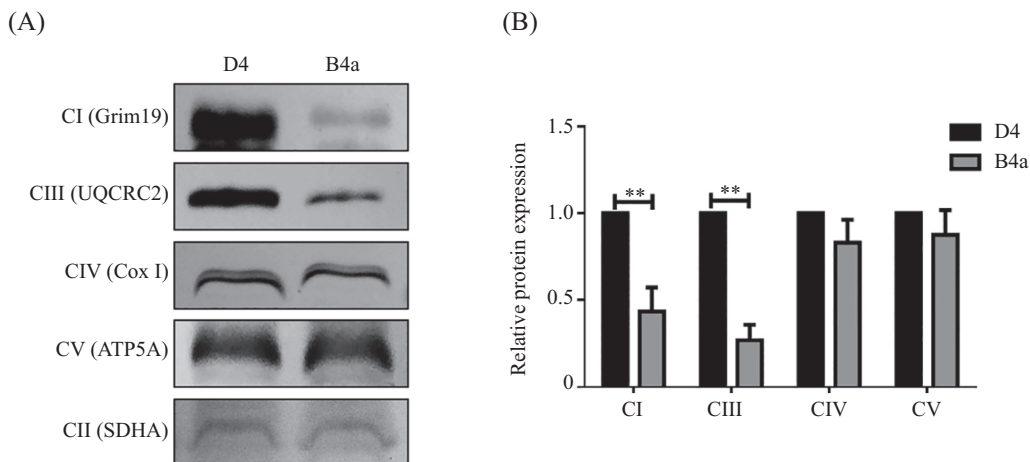 (A)
D4 B4a
CI (Grim19)
CIII (UQCRC2)
CIV (Cox I)
CV (ATP5A)
CII (SDHA)
(B)
Relative protein expression
1.5
1.0
0.5
0
** **
CI CIII CIV CV
D4
B4a